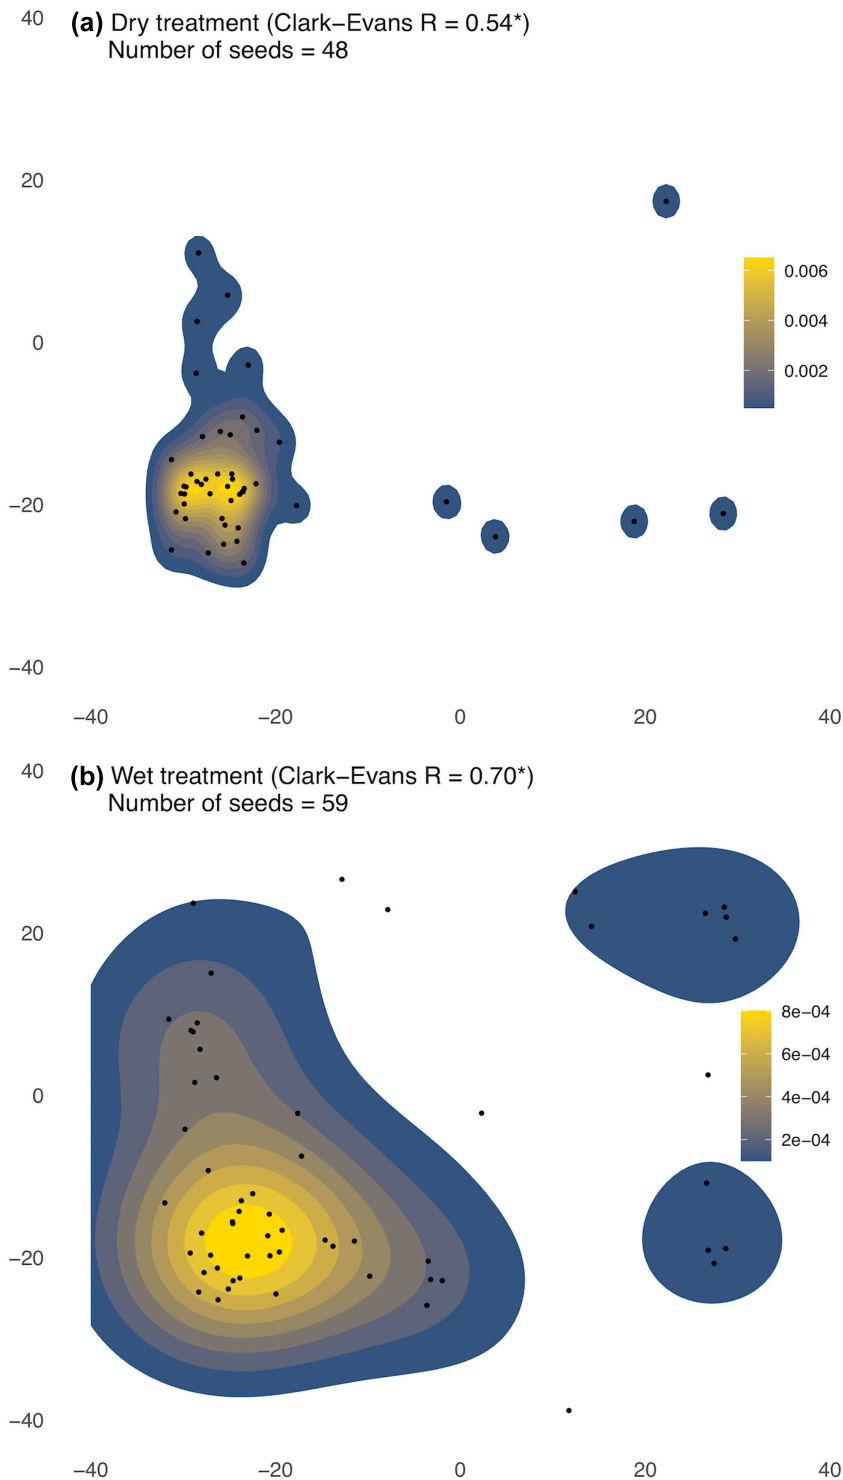 40
(a) Dry treatment (Clark−Evans R = 0.54*)
Number of seeds = 48
20
0.006
0
0.004
0.002
−20
−40
−40 −20 0 20 40
40
(b) Wet treatment (Clark−Evans R = 0.70*)
Number of seeds = 59
20
8e−04
6e−04
0
4e−04
2e−04
−20
−40
−40 −20 0 20 40